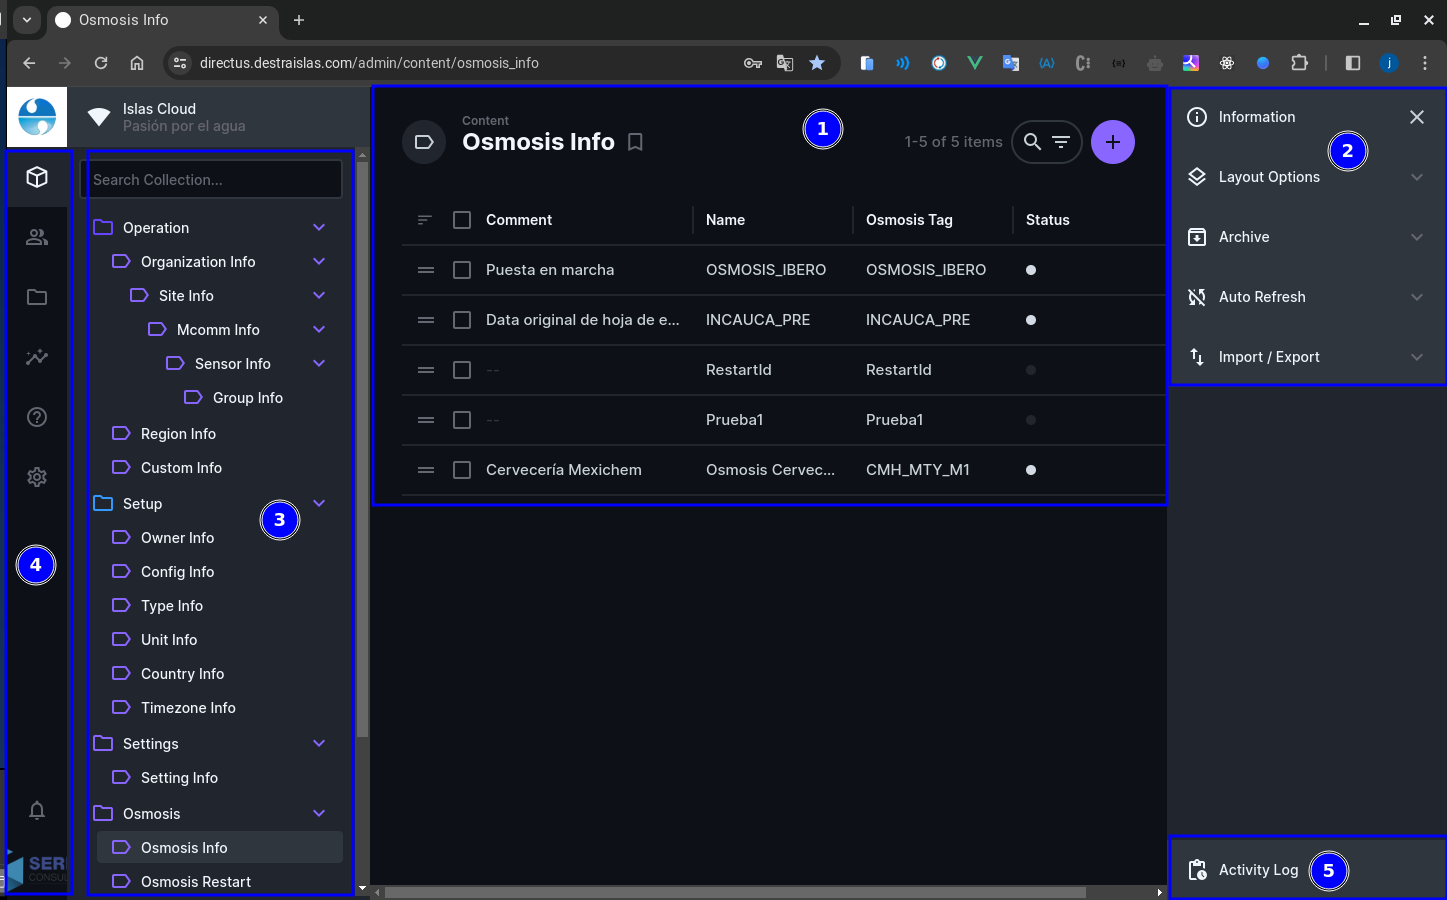 Osmosis Info
directus.destraislas.com/admin/content/osmosis_info
j
Islas Cloud
Pasión por el agua
Search Collection...
Operation
Organization Info
Site Info
Mcomm Info
Sensor Info
Group Info
Region Info
Custom Info
Setup
3
Owner Info
Config Info
4
Type Info
Unit Info
Country Info
Timezone Info
Settings
Setting Info
Osmosis
Osmosis Info
Osmosis Restart
Content
Osmosis Info
1
1-5 of 5 items
Comment Name Osmosis Tag Status
Puesta en marcha OSMOSIS_IBERO OSMOSIS_IBERO
Data original de hoja de e... INCAUCA_PRE INCAUCA_PRE
-- RestartId RestartId
-- Prueba1 Prueba1
Cervecería Mexichem Osmosis Cervec... CMH_MTY_M1
Information
2
Layout Options
Archive
Auto Refresh
Import / Export
Activity Log 5